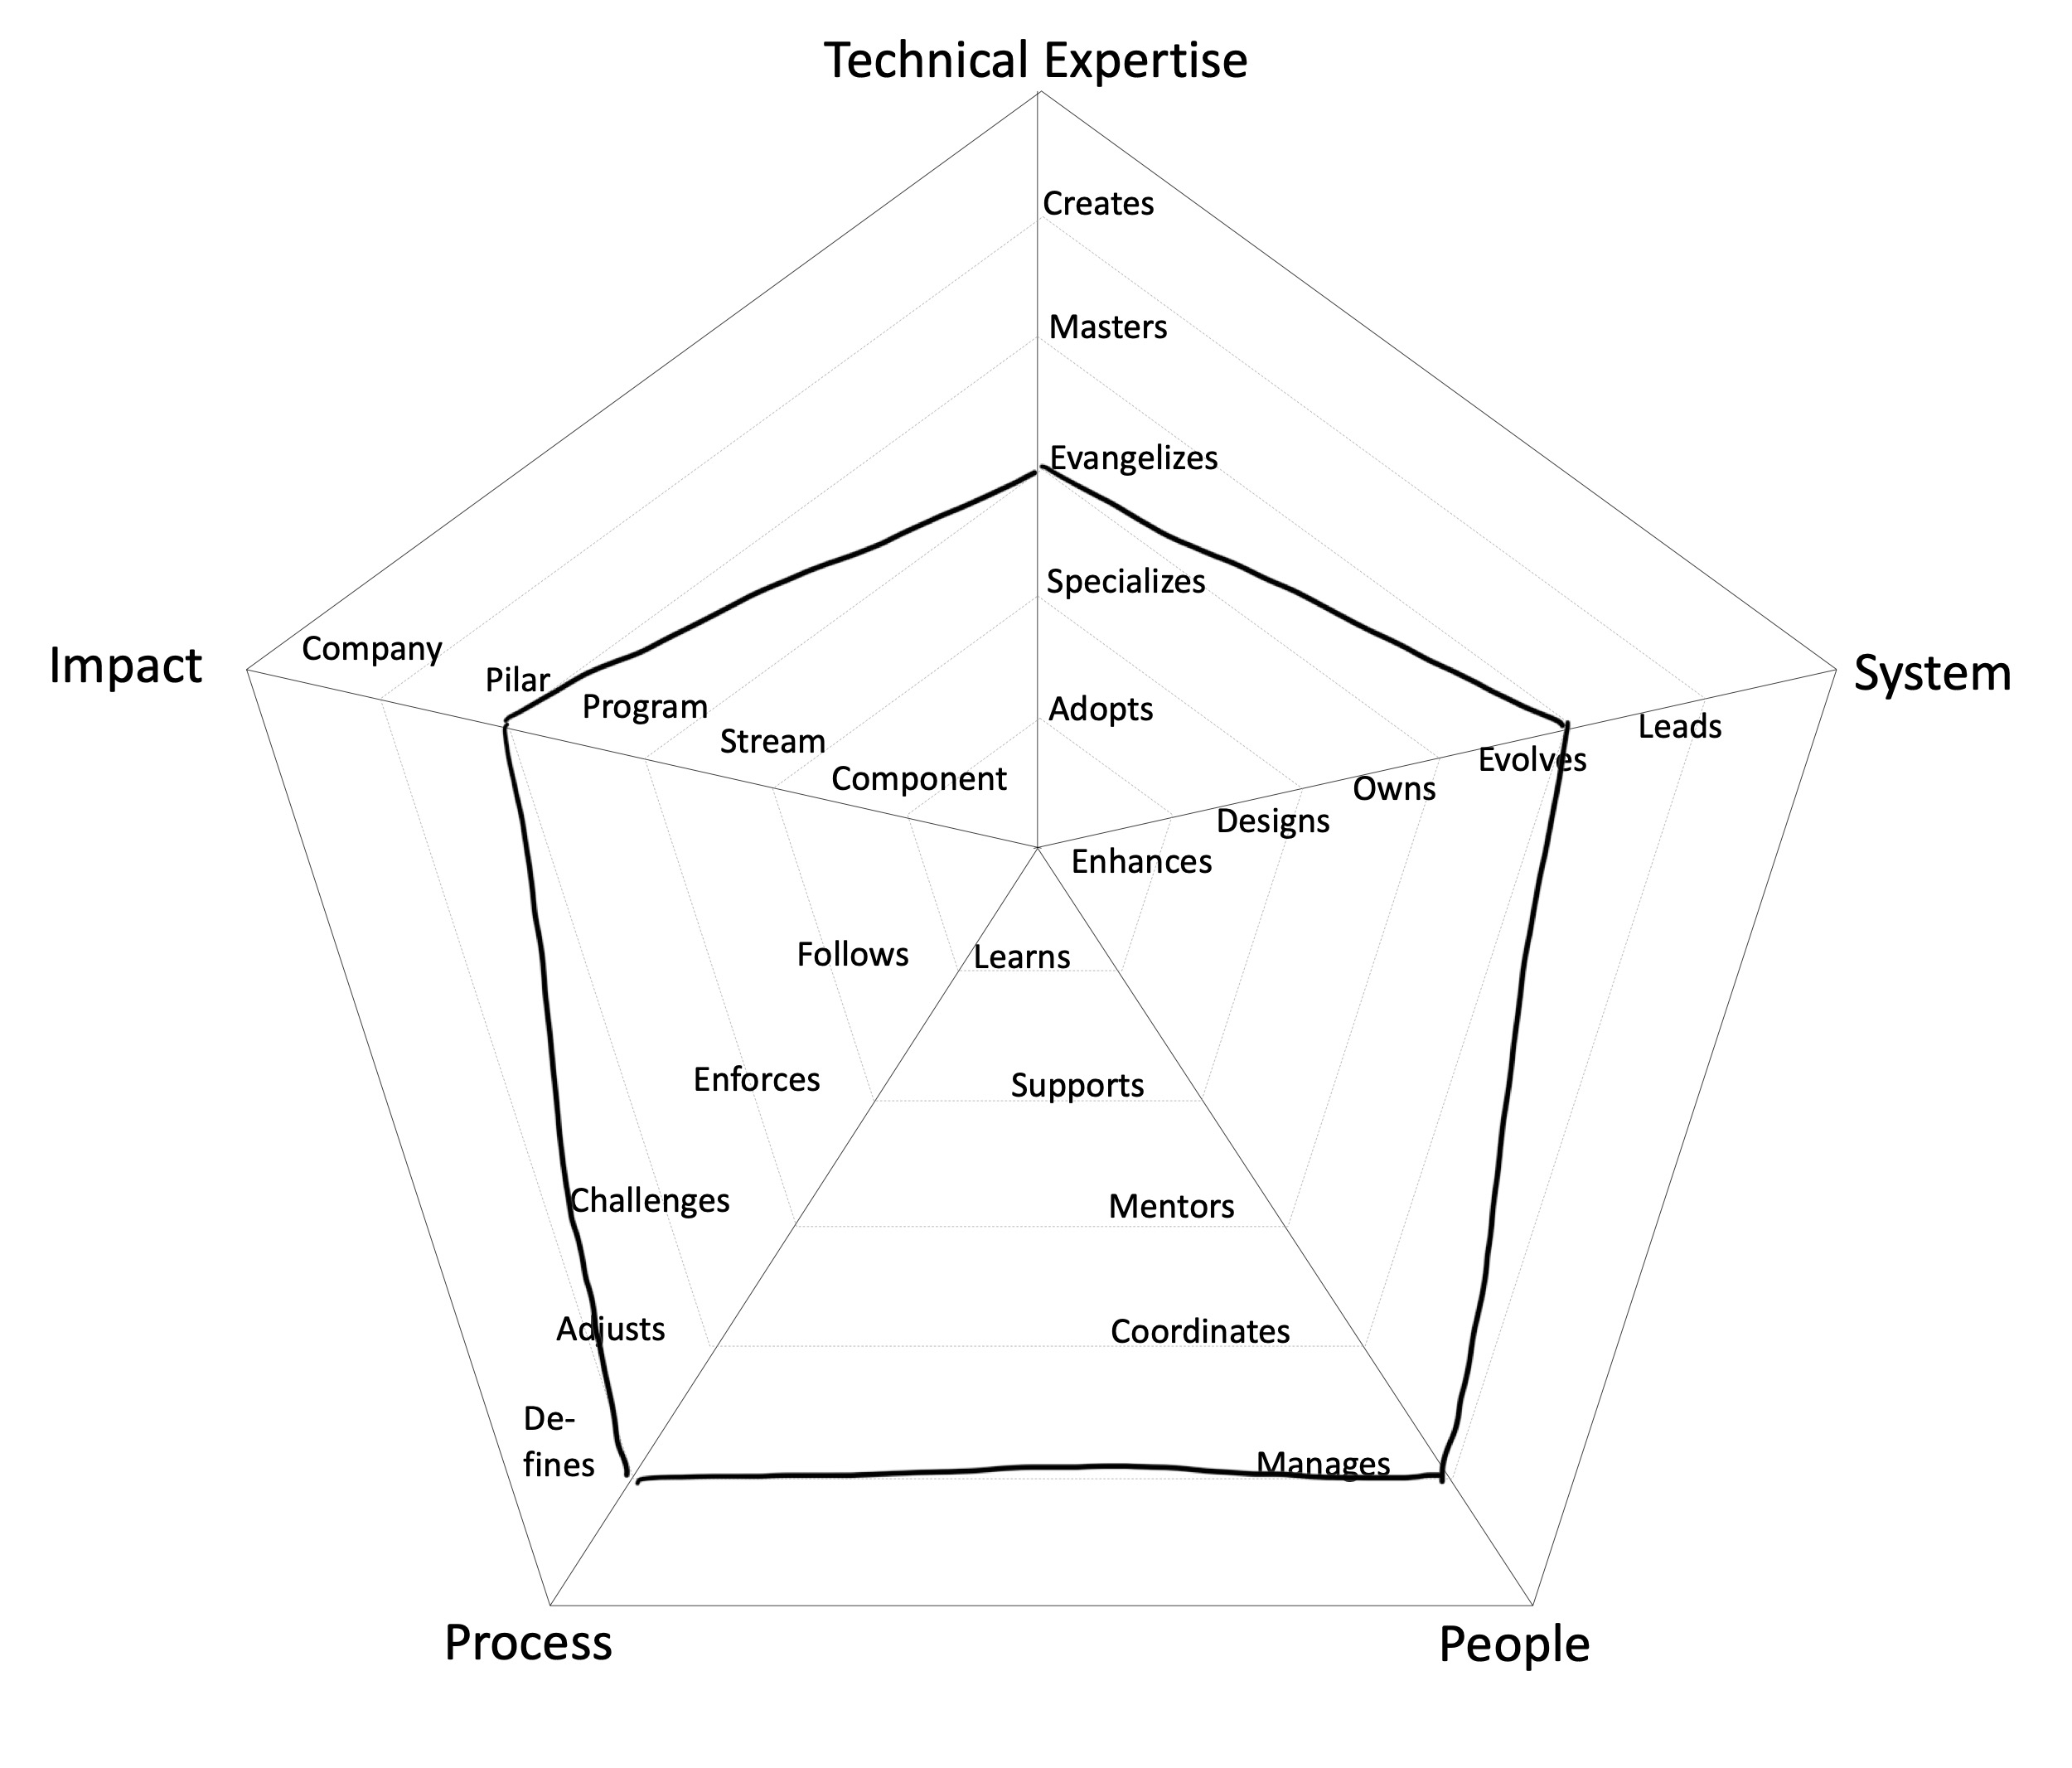 Technical Expertise
Creates
Masters
Evangelizes
Specializes
Adopts
Impact
Company
Pilar
Program
Stream
Component
System
Leads
Evolves
Owns
Designs
Enhances
Follows
Learns
Enforces
Supports
Challenges
Mentors
Adjusts
Coordinates
De-
fines
Manages
Process
People